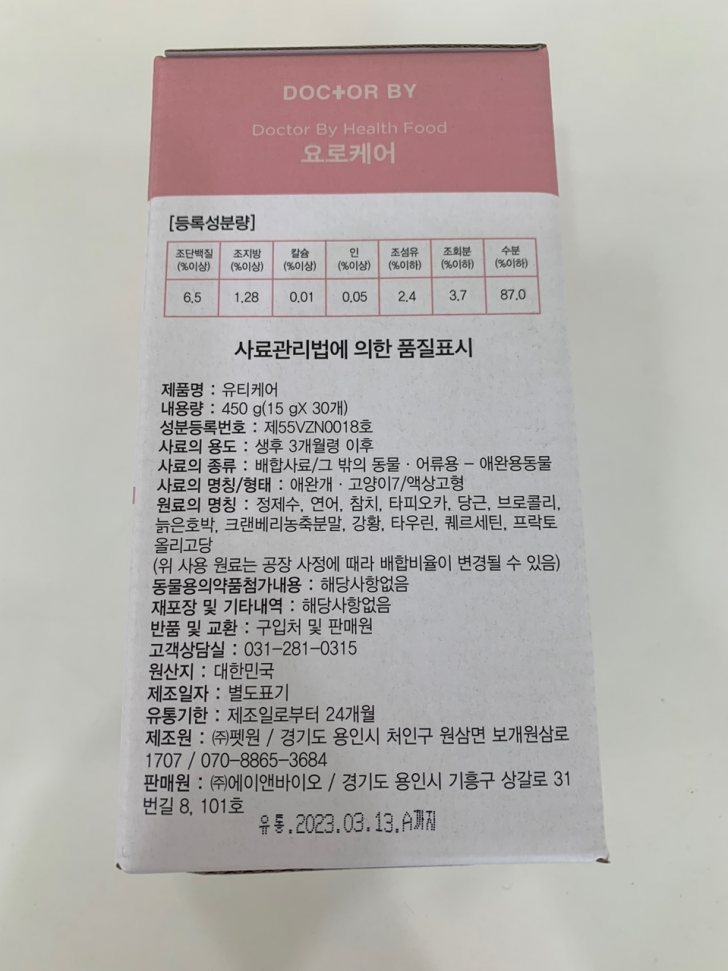 DOCTOR BY
Doctor By Health Food
요로케어
[등록성분량]
조단백질 조지방 칼슘 인 조섬유 조회분 수분
(%이상) (%이상) (%이상) (%이상) (%이하) (%이하) (%이하)
6.5 1.28 0.01 0.05 2.4 3.7 87.0
사료관리법에 의한 품질표시
제품명 : 유티케어
내용량 : 450 g(15 gX 30개)
성분등록번호 : 제55VZN0018호
사료의 용도 : 생후 3개월령 이후
사료의 종류 : 배합사료/그 밖의 동물·어류용 - 애완용동물
사료의 명칭/형태 : 애완개·고양이7/액상고형
원료의 명칭 : 정제수, 연어, 참치, 타피오카, 당근, 브로콜리,
늙은호박, 크랜베리농축분말, 강황, 타우린, 퀘르세틴, 프락토
올리고당
(위 사용 원료는 공장 사정에 때라 배합비율이 변경될 수 있음)
동물용의약품첨가내용 : 해당사항없음
재포장 및 기타내역 : 해당사항없음
반품 및 교환 : 구입처 및 판매원
고객상담실 : 031-281-0315
원산지 : 대한민국
제조일자 : 별도표기
유통기한 : 제조일로부터 24개월
제조원 : ㈜펫원 / 경기도 용인시 처인구 원삼면 보개원삼로
1707 / 070-8865-3684
판매원 : ㈜에이앤바이오 / 경기도 용인시 기흥구 상갈로 31
번길 8, 101호
유통.2023.03.13.A까지